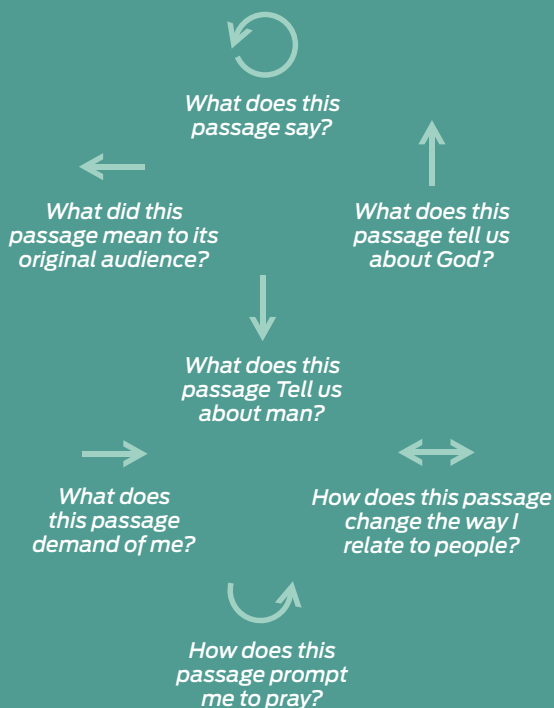 What does this
passage say?
What did this
passage mean to its
original audience?
What does this
passage tell us
about God?
What does this
passage Tell us
about man?
What does
this passage
demand of me?
How does this passage
change the way I
relate to people?
How does this
passage prompt
me to pray?